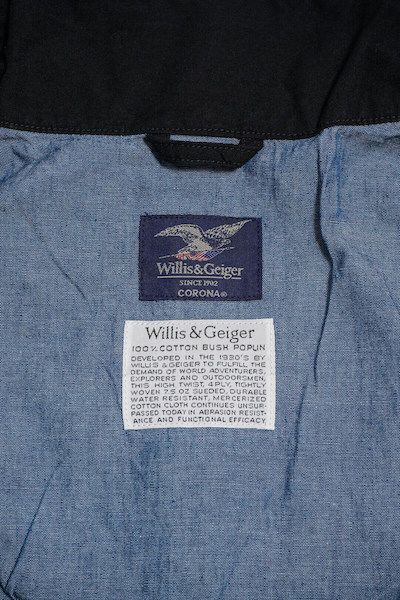 Willis & Geiger
SINCE 1902
CORONA®
Willis & Geiger
100% COTTON BUSH POPLIN
DEVELOPED IN THE 1930'S BY
WILLIS & GEIGER TO FULFILL THE
DEMAND OF WORLD ADVENTURERS,
EXPLORERS AND OUTDOORSMEN,
THIS HIGH TWIST, 4 PLY, TIGHTLY
WOVEN 7.5 OZ SUEDED, DURABLE,
WATER RESISTANT, MERCERIZED
COTTON CLOTH CONTINUES UNSUR-
PASSED TODAY IN ABRASION RESIST-
ANCE AND FUNCTIONAL EFFICACY.